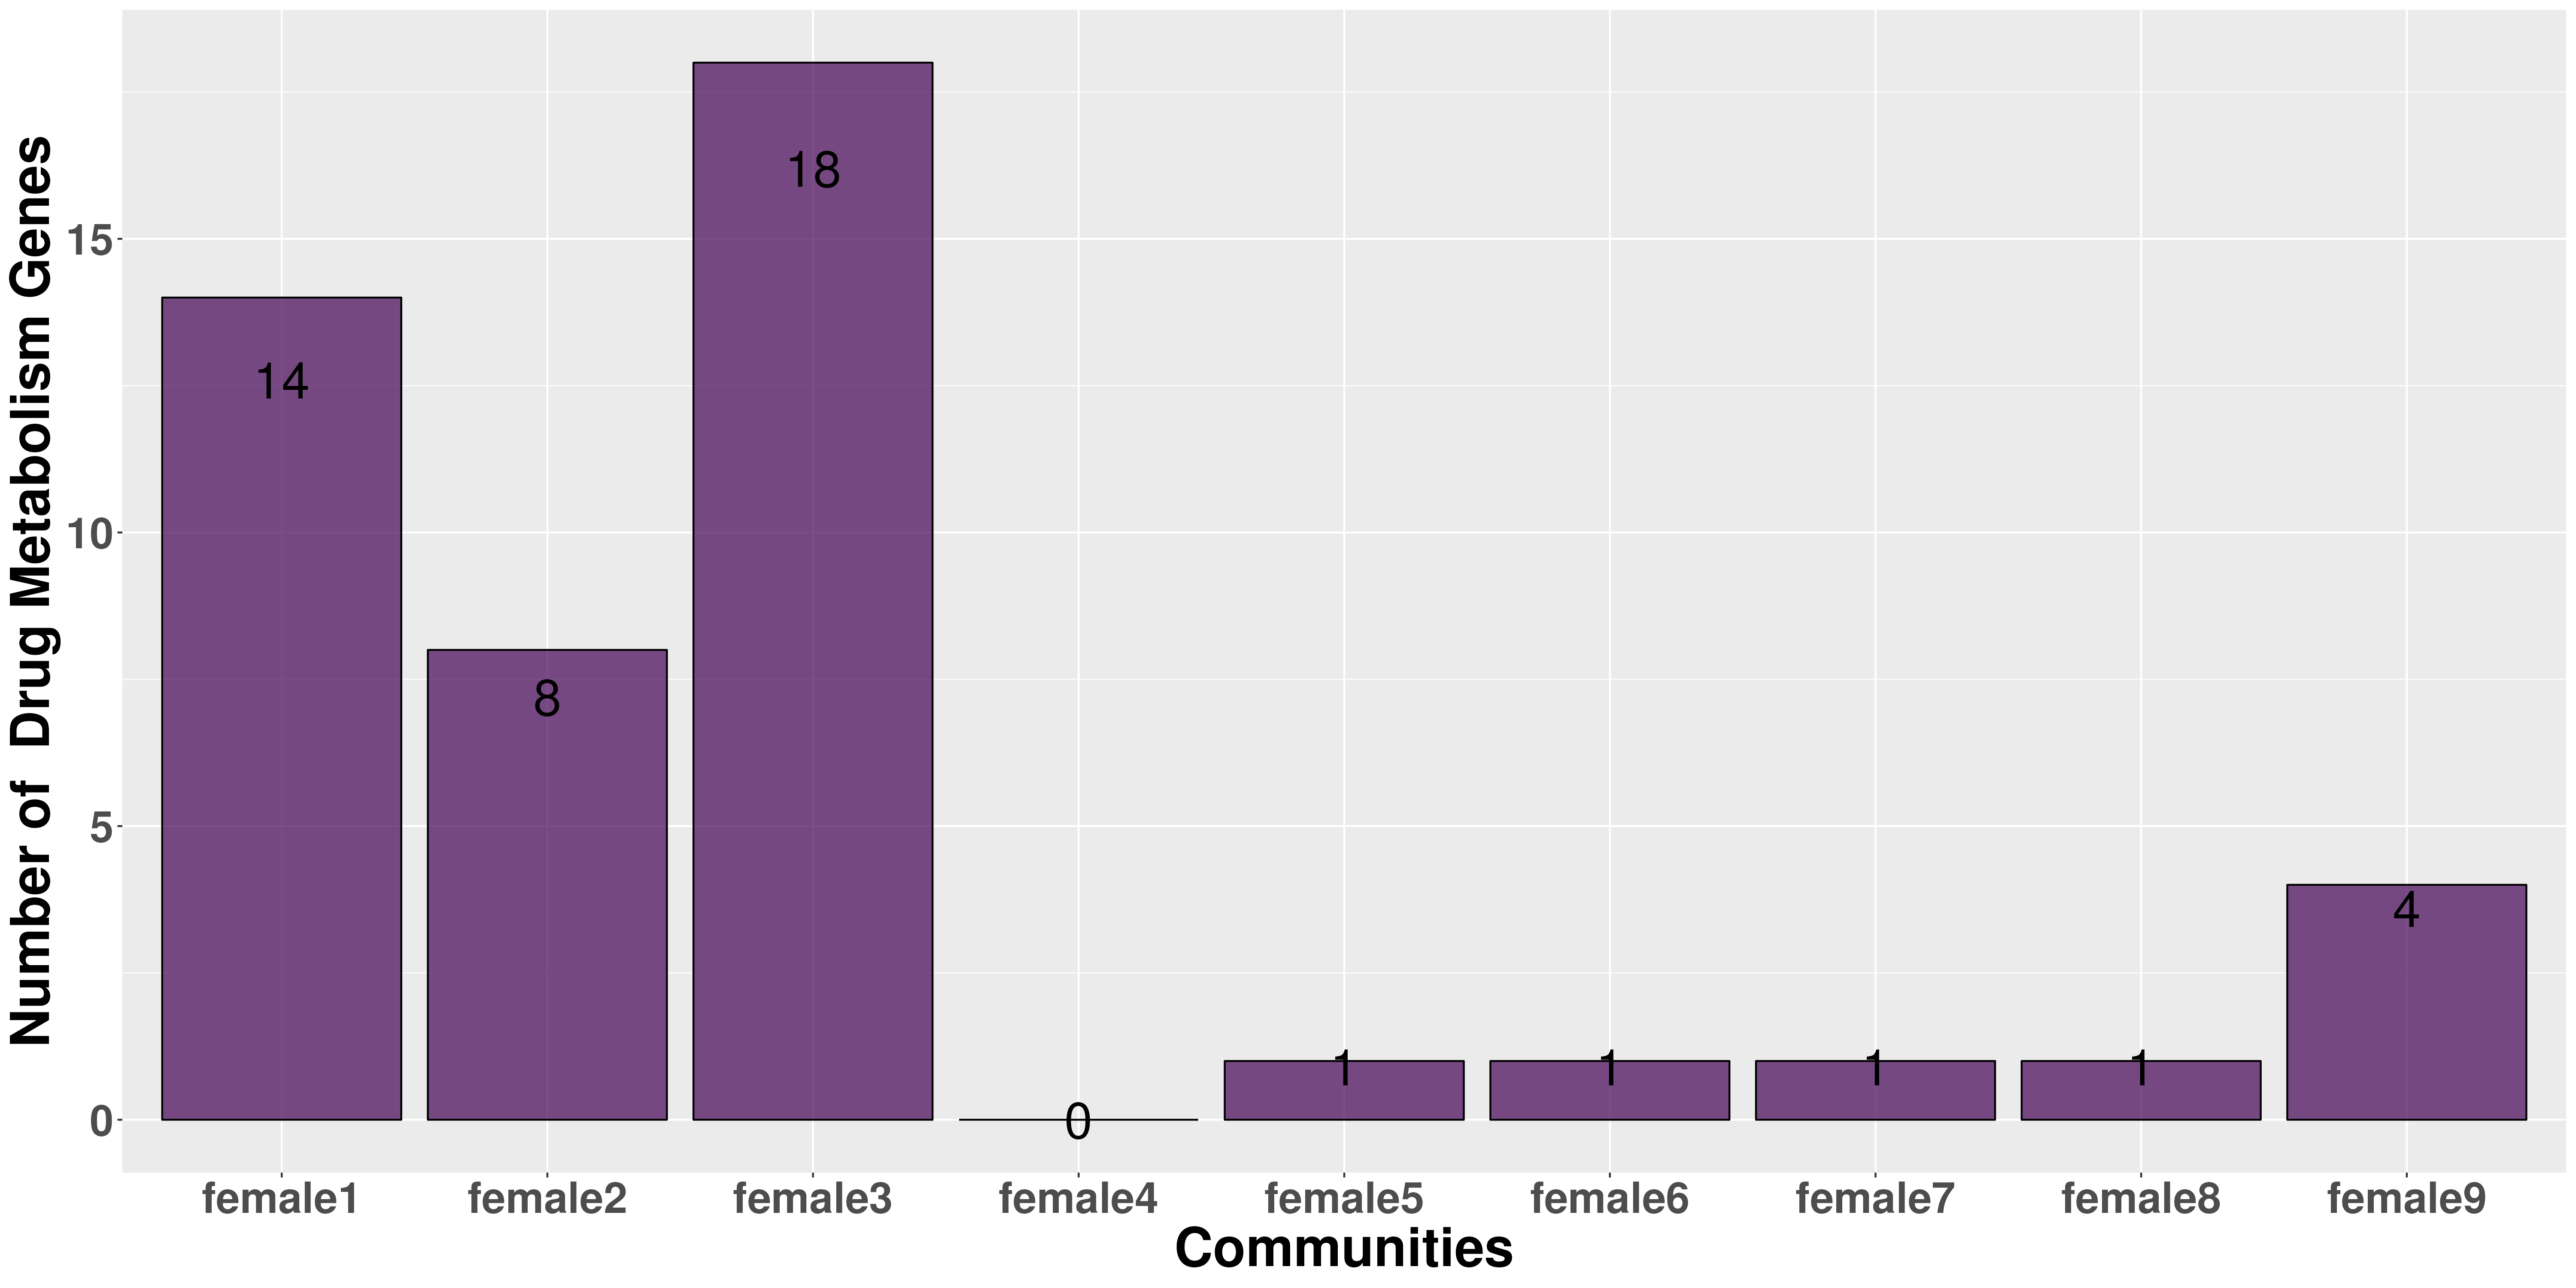 Number of  Drug Metabolism Genes
15
10
5
0
14
8
18
0
1
1
1
1
4
female1
female2
female3
female4
female5
female6
female7
female8
female9
Communities